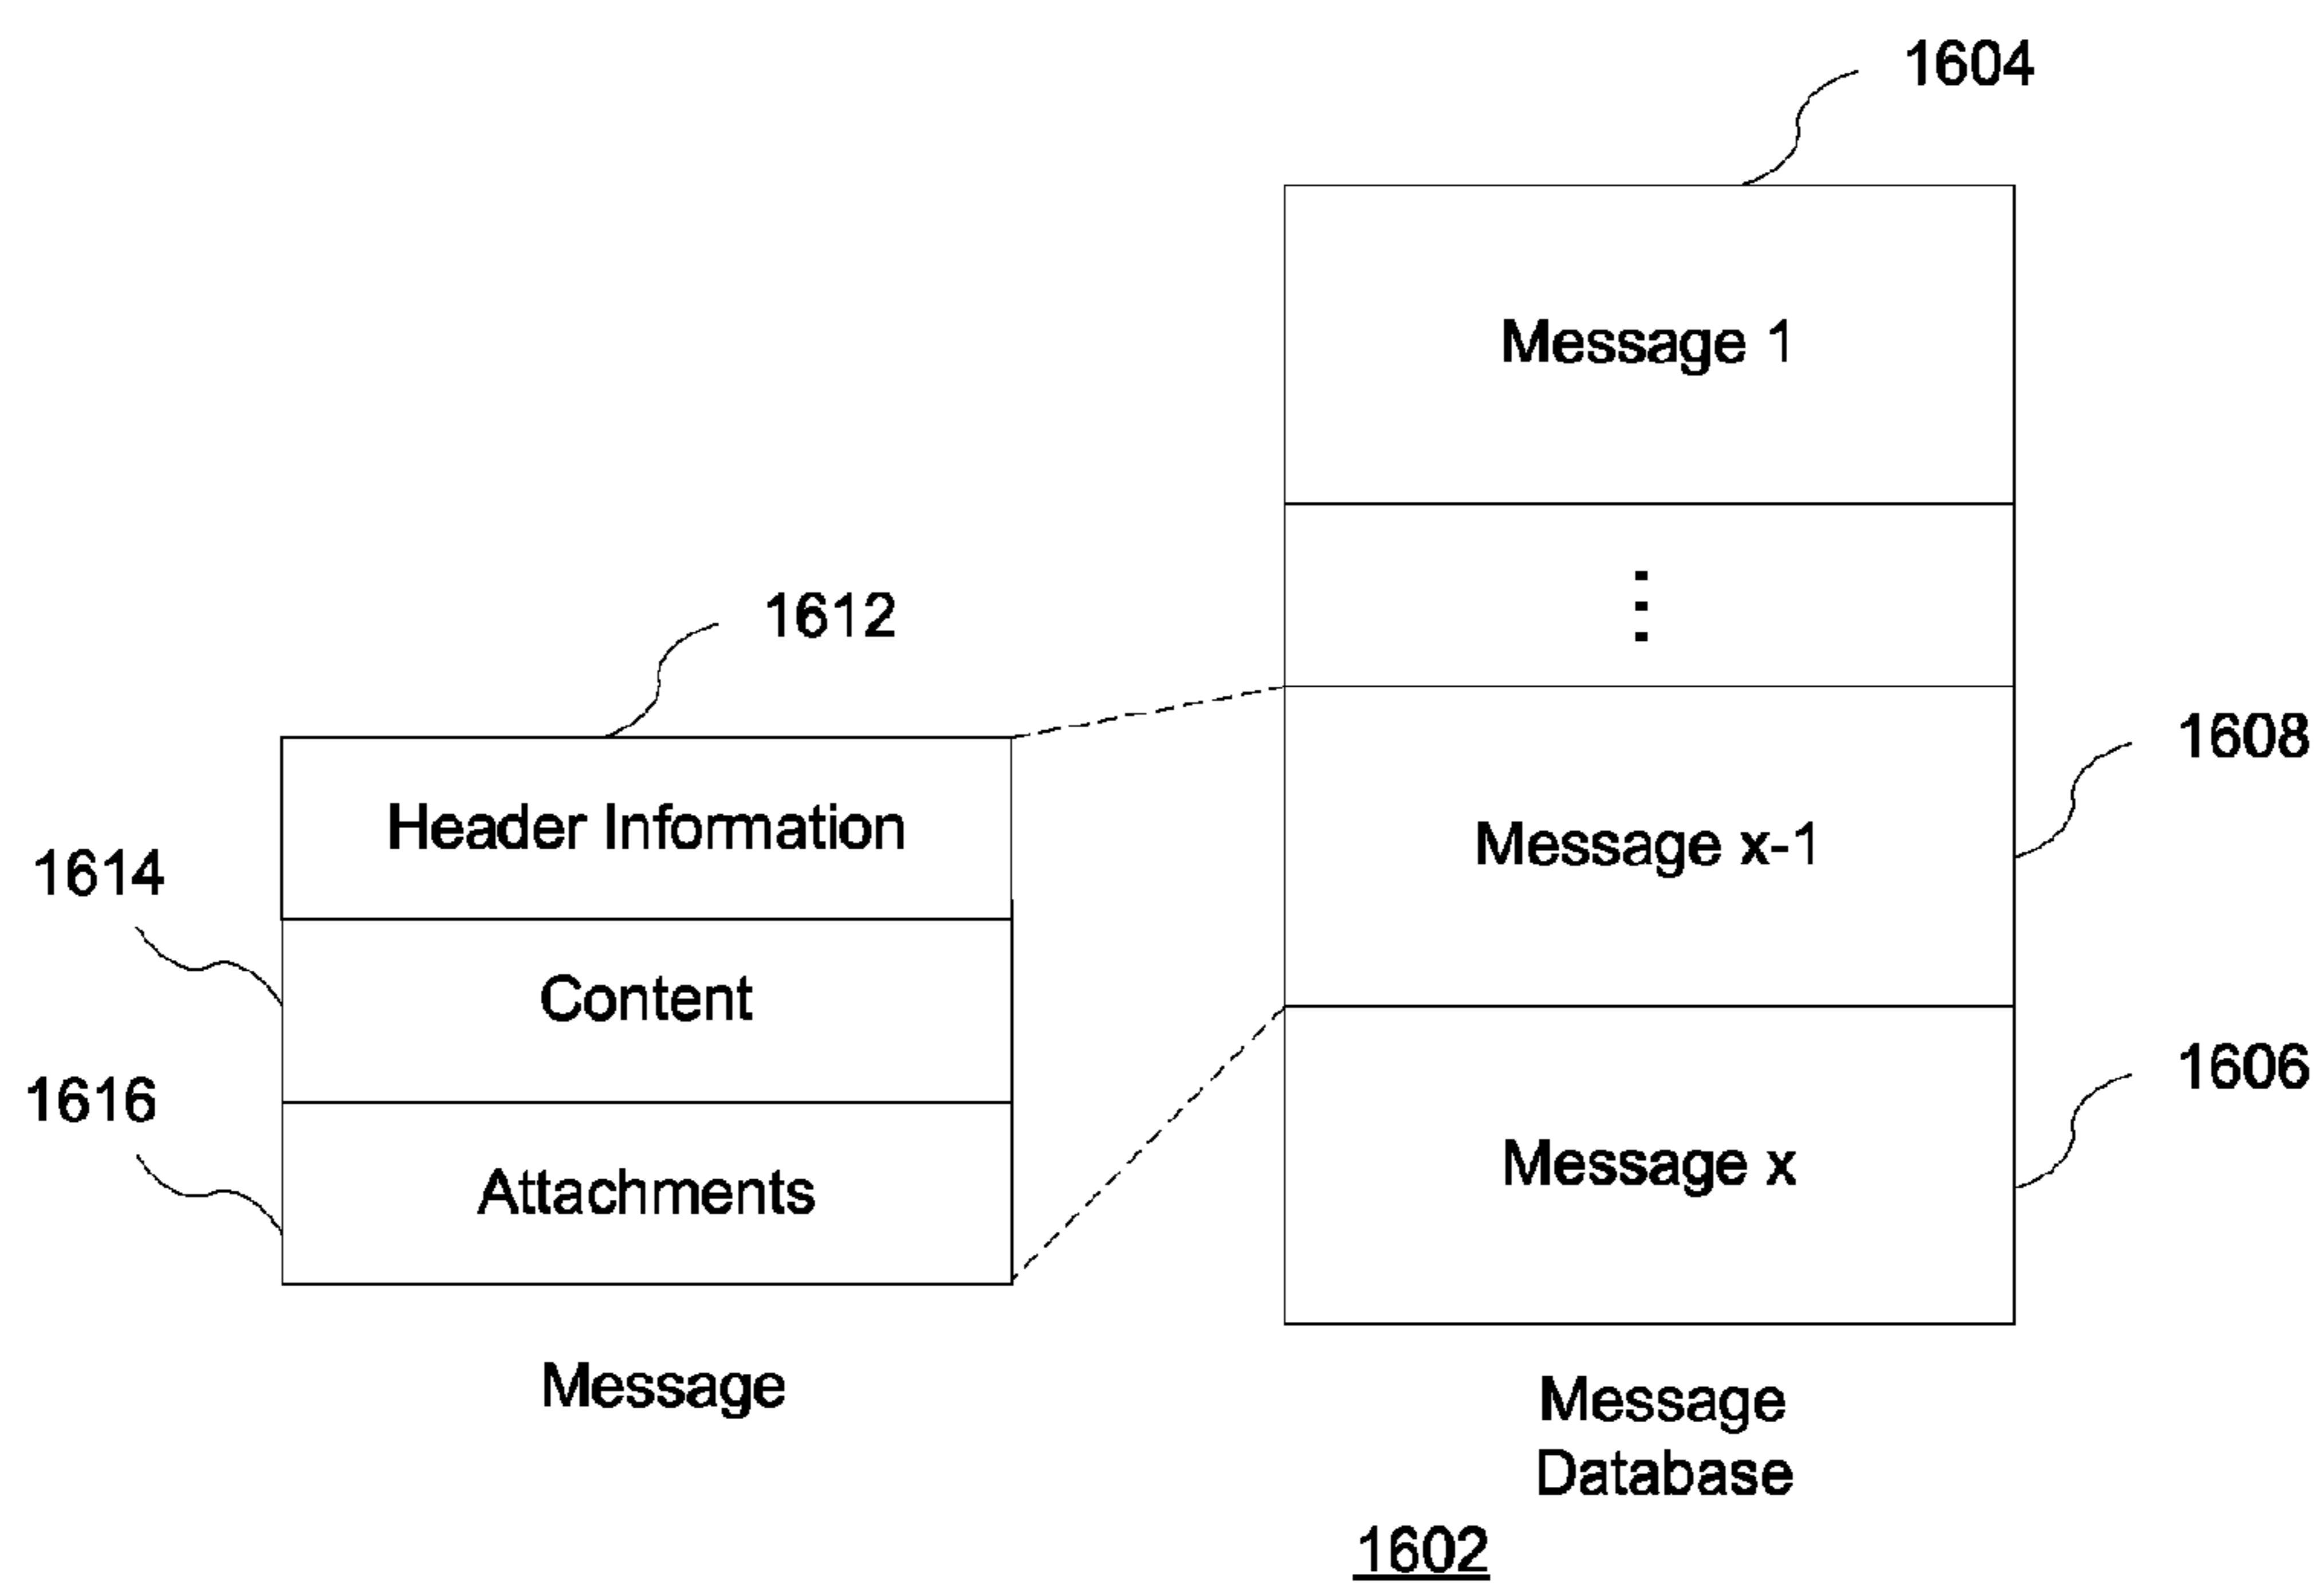 1604
Message 1
1612
1608
Header Information
Message x-1
1614
Content
1606
1616
Message x
Attachments
Message
Message
Database
1602